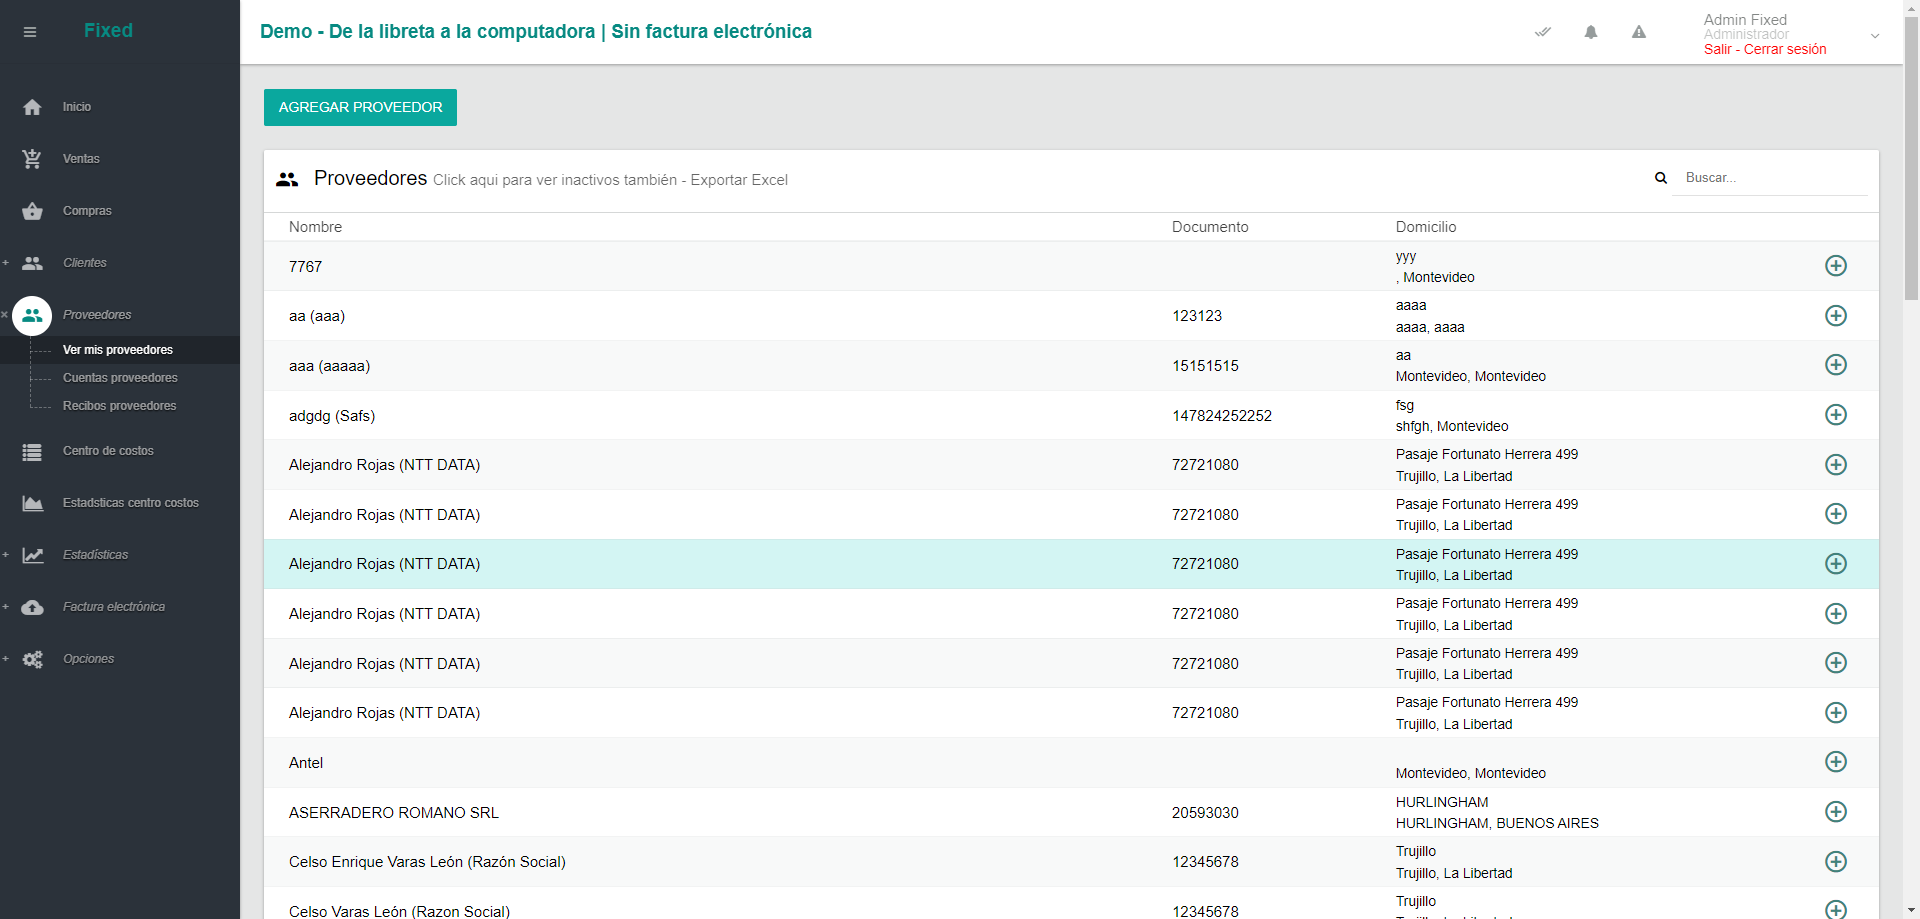 Fixed
Demo - De la libreta a la computadora | Sin factura electrónica
Admin Fixed
Administrador
Salir - Cerrar sesión
Inicio
Ventas
Compras
Clientes
Proveedores
Ver mis proveedores
Cuentas proveedores
Recibos proveedores
Centro de costos
Estadsticas centro costos
Estadísticas
Factura electrónica
Opciones
AGREGAR PROVEEDOR
Proveedores Click aqui para ver inactivos también - Exportar Excel
Buscar...
Nombre Documento Domicilio
7767 yyy
, Montevideo
aa (aaa) 123123 aaaa
aaaa, aaaa
aaa (aaaaa) 15151515 aa
Montevideo, Montevideo
adgdg (Safs) 147824252252 fsg
shfgh, Montevideo
Alejandro Rojas (NTT DATA) 72721080 Pasaje Fortunato Herrera 499
Trujillo, La Libertad
Alejandro Rojas (NTT DATA) 72721080 Pasaje Fortunato Herrera 499
Trujillo, La Libertad
Alejandro Rojas (NTT DATA) 72721080 Pasaje Fortunato Herrera 499
Trujillo, La Libertad
Alejandro Rojas (NTT DATA) 72721080 Pasaje Fortunato Herrera 499
Trujillo, La Libertad
Alejandro Rojas (NTT DATA) 72721080 Pasaje Fortunato Herrera 499
Trujillo, La Libertad
Alejandro Rojas (NTT DATA) 72721080 Pasaje Fortunato Herrera 499
Trujillo, La Libertad
Antel
Montevideo, Montevideo
ASERRADERO ROMANO SRL 20593030 HURLINGHAM
HURLINGHAM, BUENOS AIRES
Celso Enrique Varas León (Razón Social) 12345678 Trujillo
Trujillo, La Libertad
Celso Varas León (Razon Social) 12345678 Trujillo